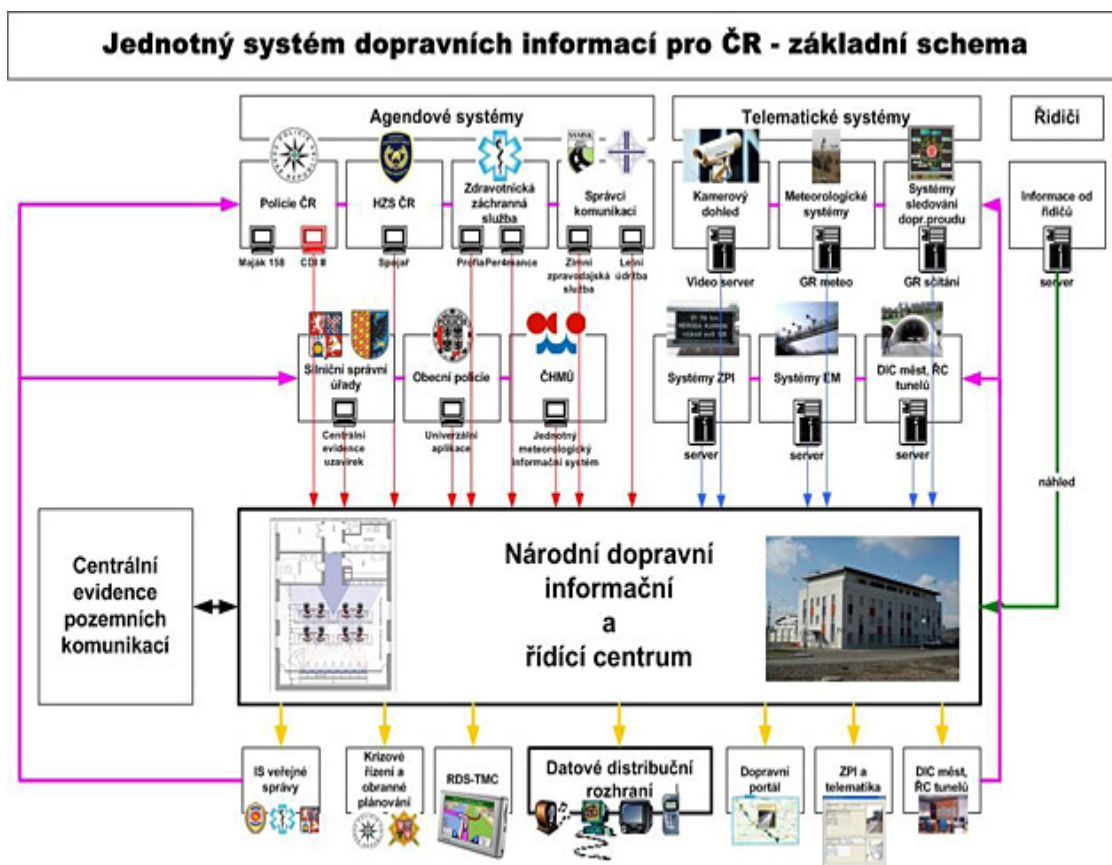 Jednotný systém dopravních informací pro ČR - základní schema
Agendové systémy
Telematické systémy
Řidiči
Policie ČR
HZS ČR
Zdravotnická
záchranná
služba
Správci
komunikací
Kamerový
dohled
Meteorologické
systémy
Systémy
sledování
dopr.proudu
Informace od
řidičů
Maják 158
CDI II
Spojař
Profia
Per4mance
Zimní
zpravodajská
služba
Letní
údržba
Video server
GR meteo
GR sčítání
server
Silniční správní
úřady
Obecní policie
ČHMÚ
Systémy ZPI
Systémy EM
DIC měst, ŘC
tunelů
Centrální
evidence
uzavírek
Univerzální
aplikace
Jednotný
meteorologický
informační systém
server
server
server
náhled
Centrální
evidence
pozemních
komunikací
Národní dopravní
informační
a
řídící centrum
IS veřejné
správy
Krizové
řízení a
obranné
plánování
RDS-TMC
Datové distribuční
rozhraní
Dopravní
portál
ZPI a
telematika
DIC měst,
ŘC tunelů